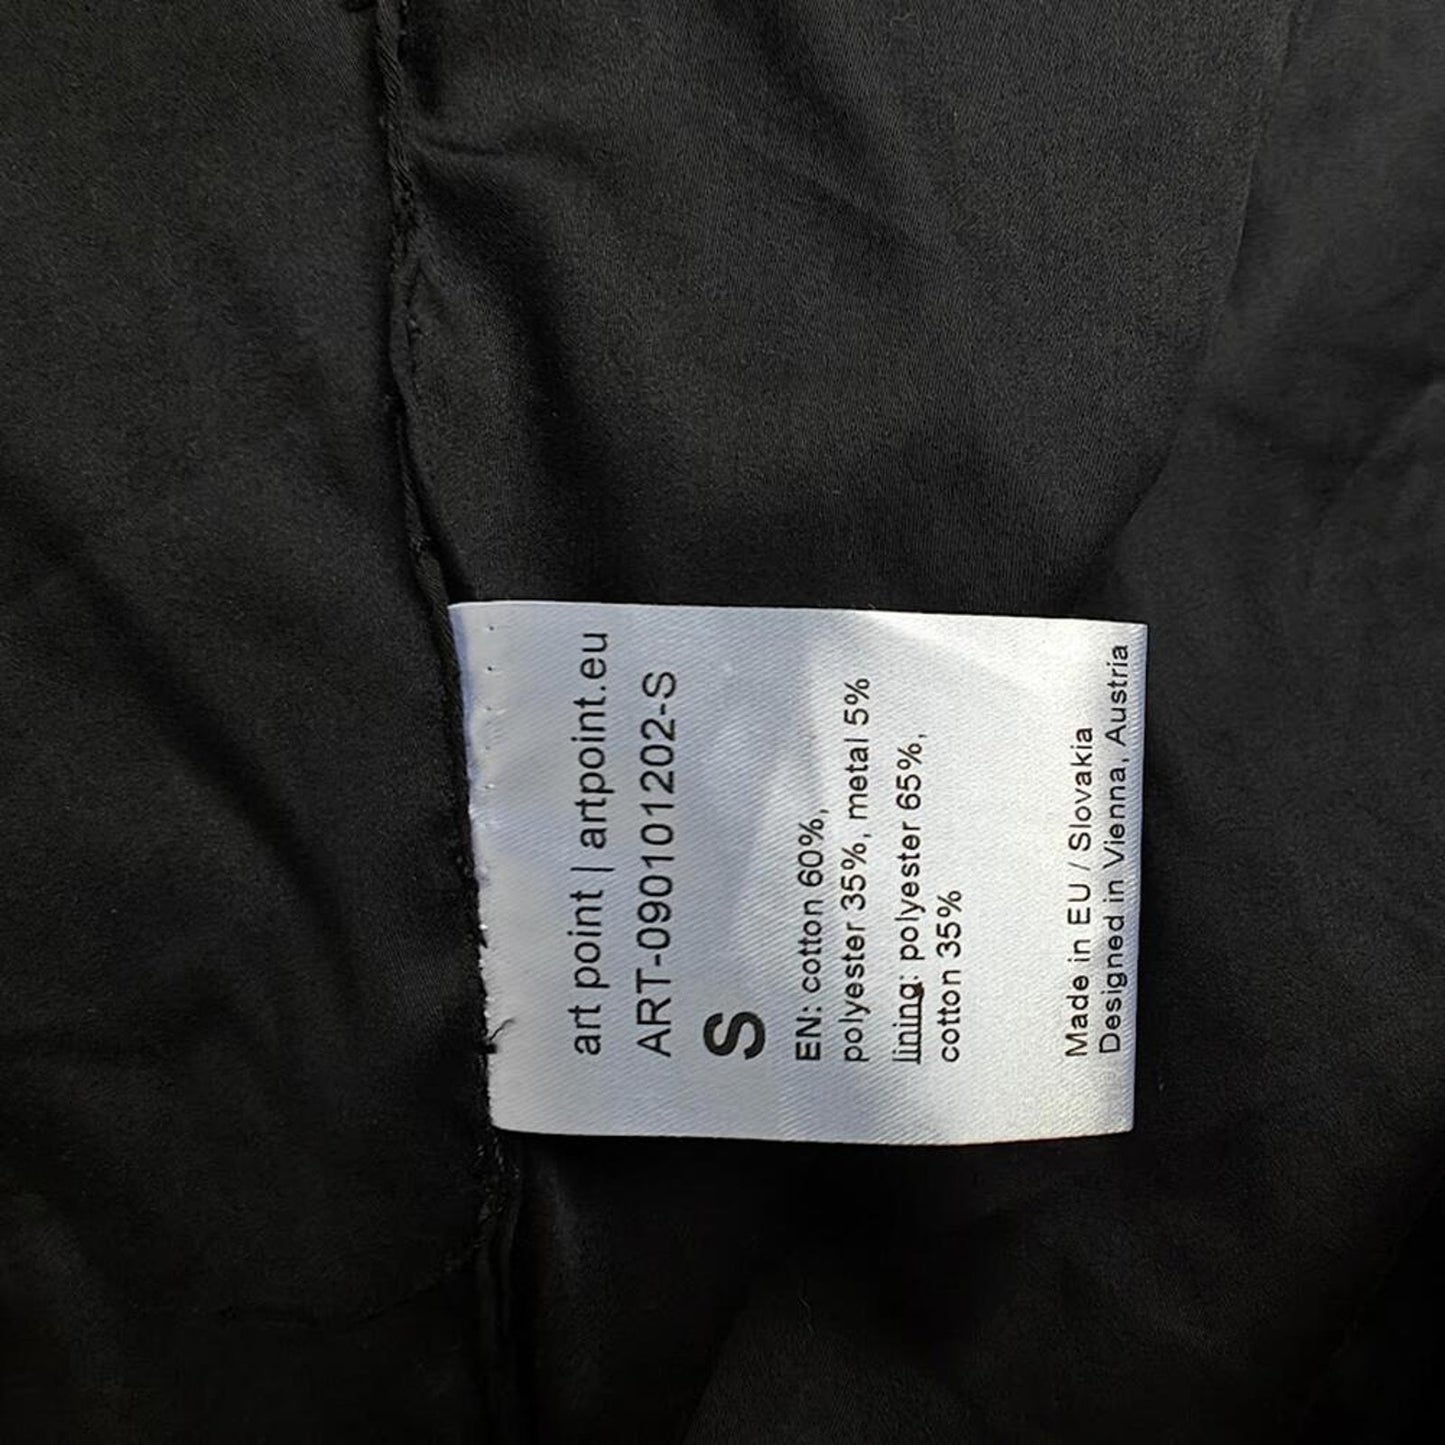 art point | artpoint.eu
ART-090101202-S
S
EN: cotton 60%,
polyester 35%, metal 5%
lining: polyester 65%,
cotton 35%
Made in EU / Slovakia
Designed in Vienna, Austria